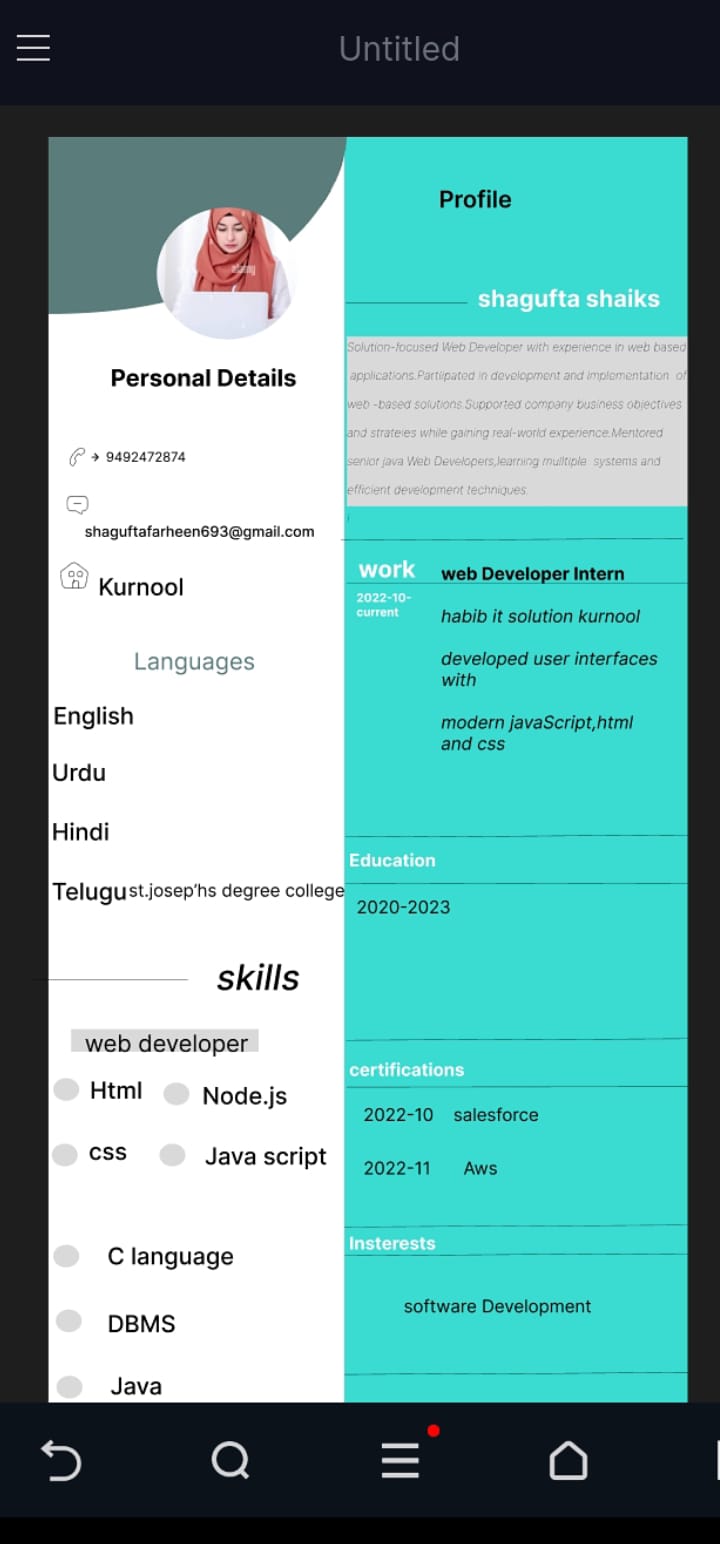 Untitled
Personal Details
→ 9492472874
shaguftafarheen693@gmail.com
Kurnool
Languages
English
Urdu
Hindi
Telugu
st.josep'hs degree college
skills
web developer
Html
Node.js
css
Java script
C language
DBMS
Java
Profile
shagufta shaiks
Solution-focused Web Developer with experience in web based
applications.Partiipated in development and implementation of
web -based solutions.Supported company business objectives
and strateies while gaining real-world experience.Mentored
senior java Web Developers,learning mulltiple systems and
efficient development techniques.
work
2022-10-
current
web Developer Intern
habib it solution kurnool
developed user interfaces
with
modern javaScript,html
and css
Education
2020-2023
certifications
2022-10 salesforce
2022-11 Aws
Insterests
software Development